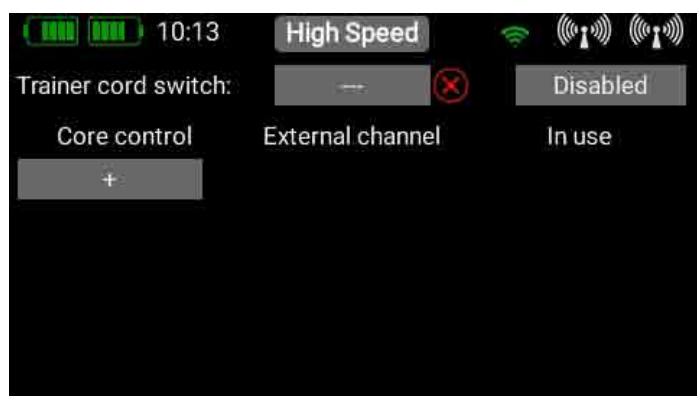 10:13 High Speed
Trainer cord switch: --- Disabled
Core control External channel In use
+